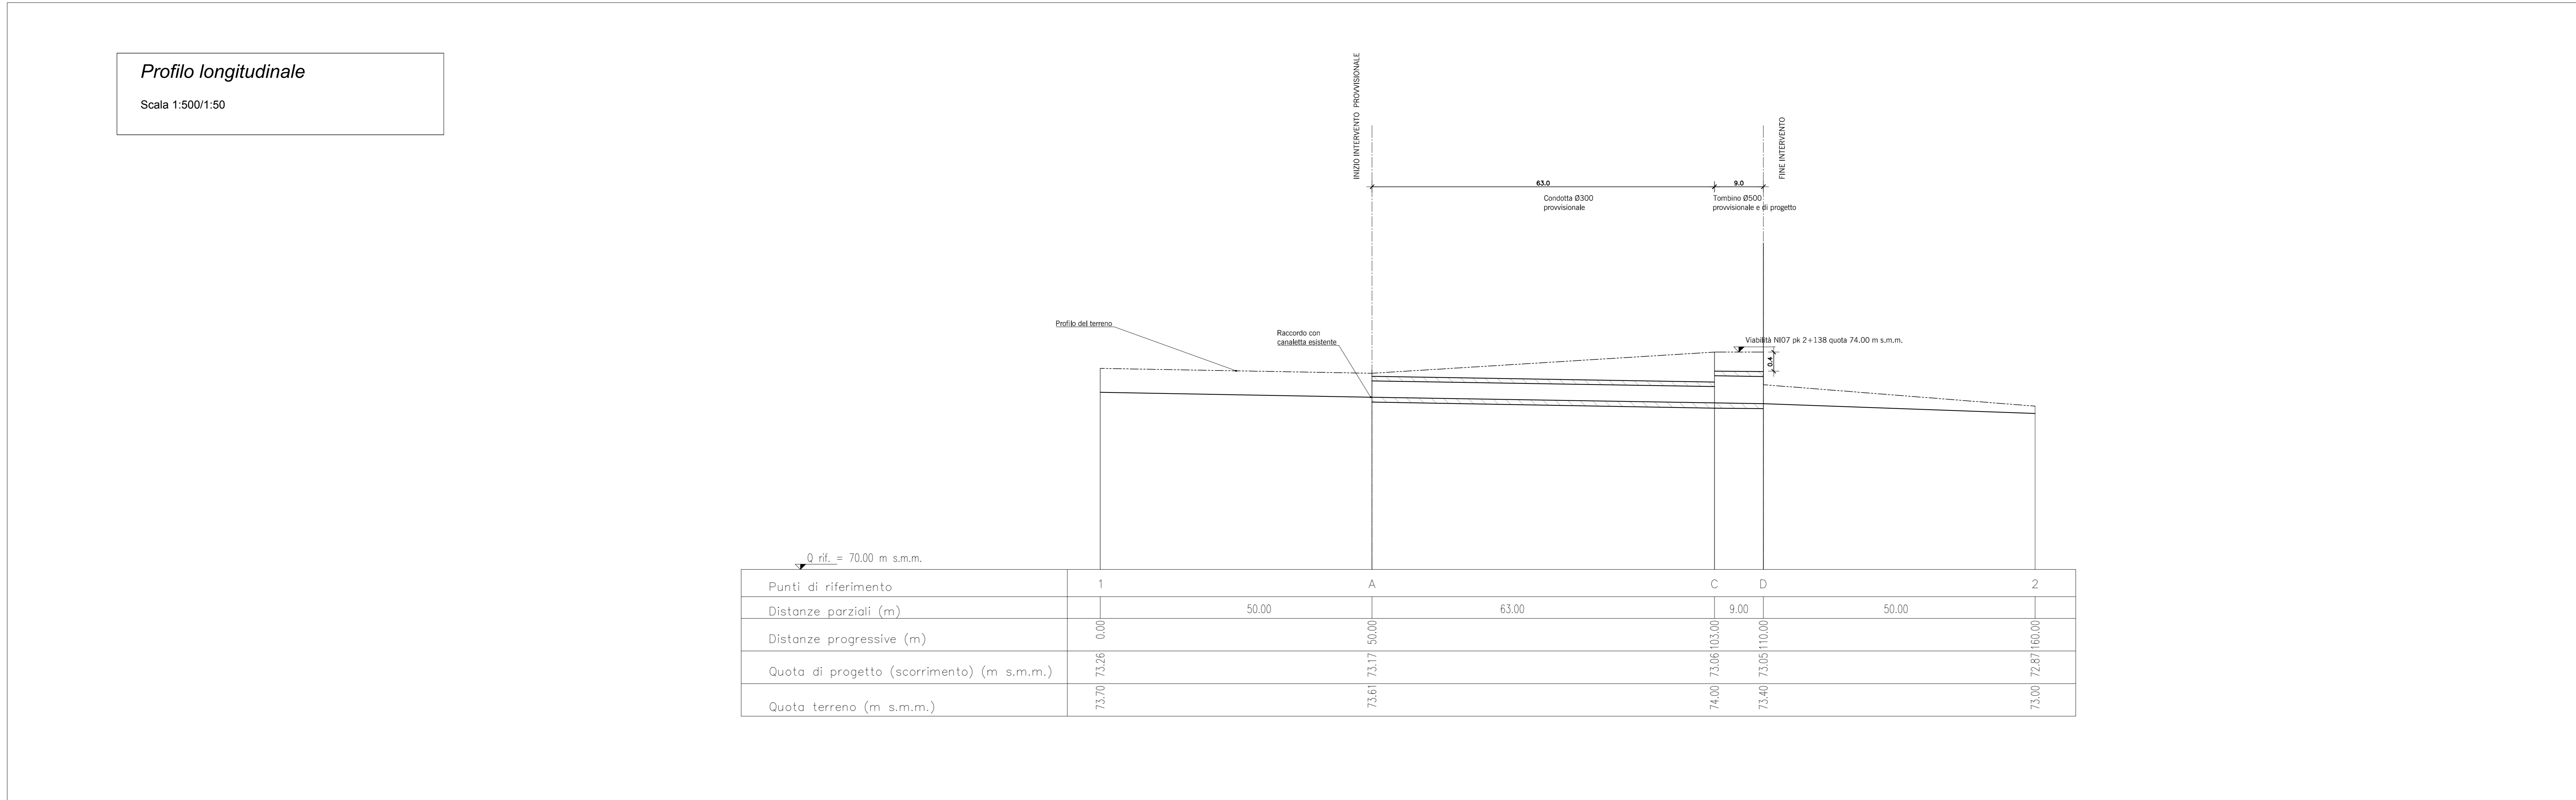 Profilo longitudinale
Scala 1:500/1:50
INIZIO INTERVENTO PROVVISIONALE
FINE INTERVENTO
63.0
9.0
Condotta Ø300
provvisionale
Tombino Ø500
provvisionale e di progetto
Profilo del terreno
Raccordo con
canaletta esistente
Viabilità NI07 pk 2+138 quota 74.00 m s.m.m.
0.4
Q rif. = 70.00 m s.m.m.
Punti di riferimento 1 A C D 2
Distanze parziali (m) 50.00 63.00 9.00 50.00
Distanze progressive (m) 0.00 50.00 103.00 110.00 160.00
Quota di progetto (scorrimento) (m s.m.m.) 73.26 73.17 73.06 73.05 72.87
Quota terreno (m s.m.m.) 73.70 73.61 74.00 73.40 73.00